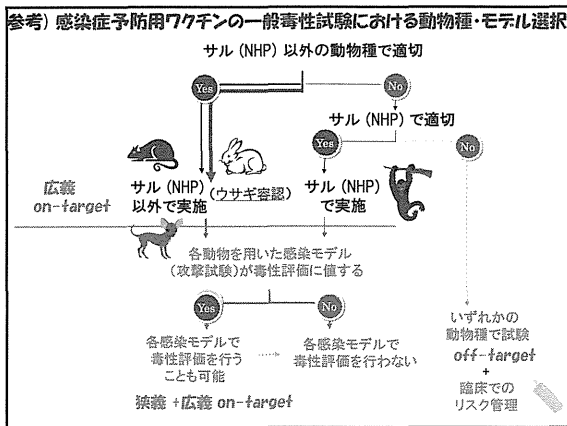 参考) 感染症予防用ワクチンの一般毒性試験における動物種・モデル選択
サル (NHP) 以外の動物種で適切
Yes
No
サル (NHP) で適切
Yes
No
広義
on-target
サル (NHP)
以外で実施
(ウサギ容認)
サル (NHP)
で実施
各動物を用いた感染モデル
(攻撃試験) が毒性評価に値する
Yes
No
各感染モデルで
毒性評価を行う
ことも可能
各感染モデルで
毒性評価を行わない
狭義 +広義 on-target
いずれかの
動物種で試験
off-target
+
臨床での
リスク管理